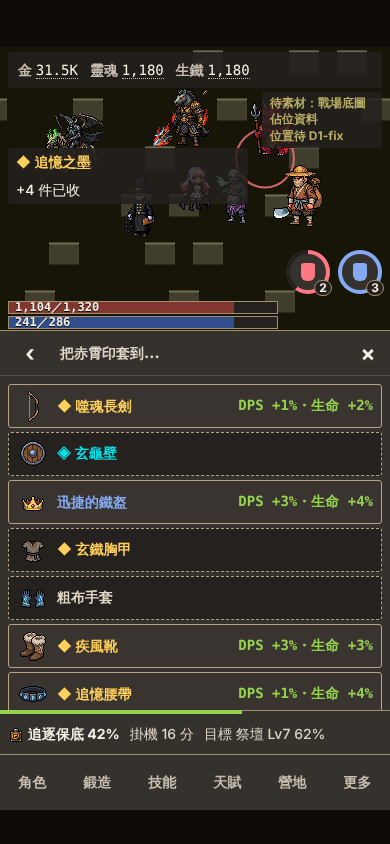 金 31.5K 靈魂 1,180 生鐵 1,180
待素材：戰場底圖
佔位資料
位置待 D1-fix
◆ 追憶之墨
+4 件已收
2
3
1,104／1,320
241／286
‹ 把赤霄印套到… ×
◆ 噬魂長劍 DPS +1%·生命 +2%
◈ 玄龜壁
迅捷的鐵盔 DPS +3%·生命 +4%
◆ 玄鐵胸甲
粗布手套
◆ 疾風靴 DPS +3%·生命 +3%
◆ 追憶腰帶 DPS +1%·生命 +4%
追逐保底 42% 掛機 16 分 目標 祭壇 Lv7 62%
角色 鍛造 技能 天賦 營地 更多